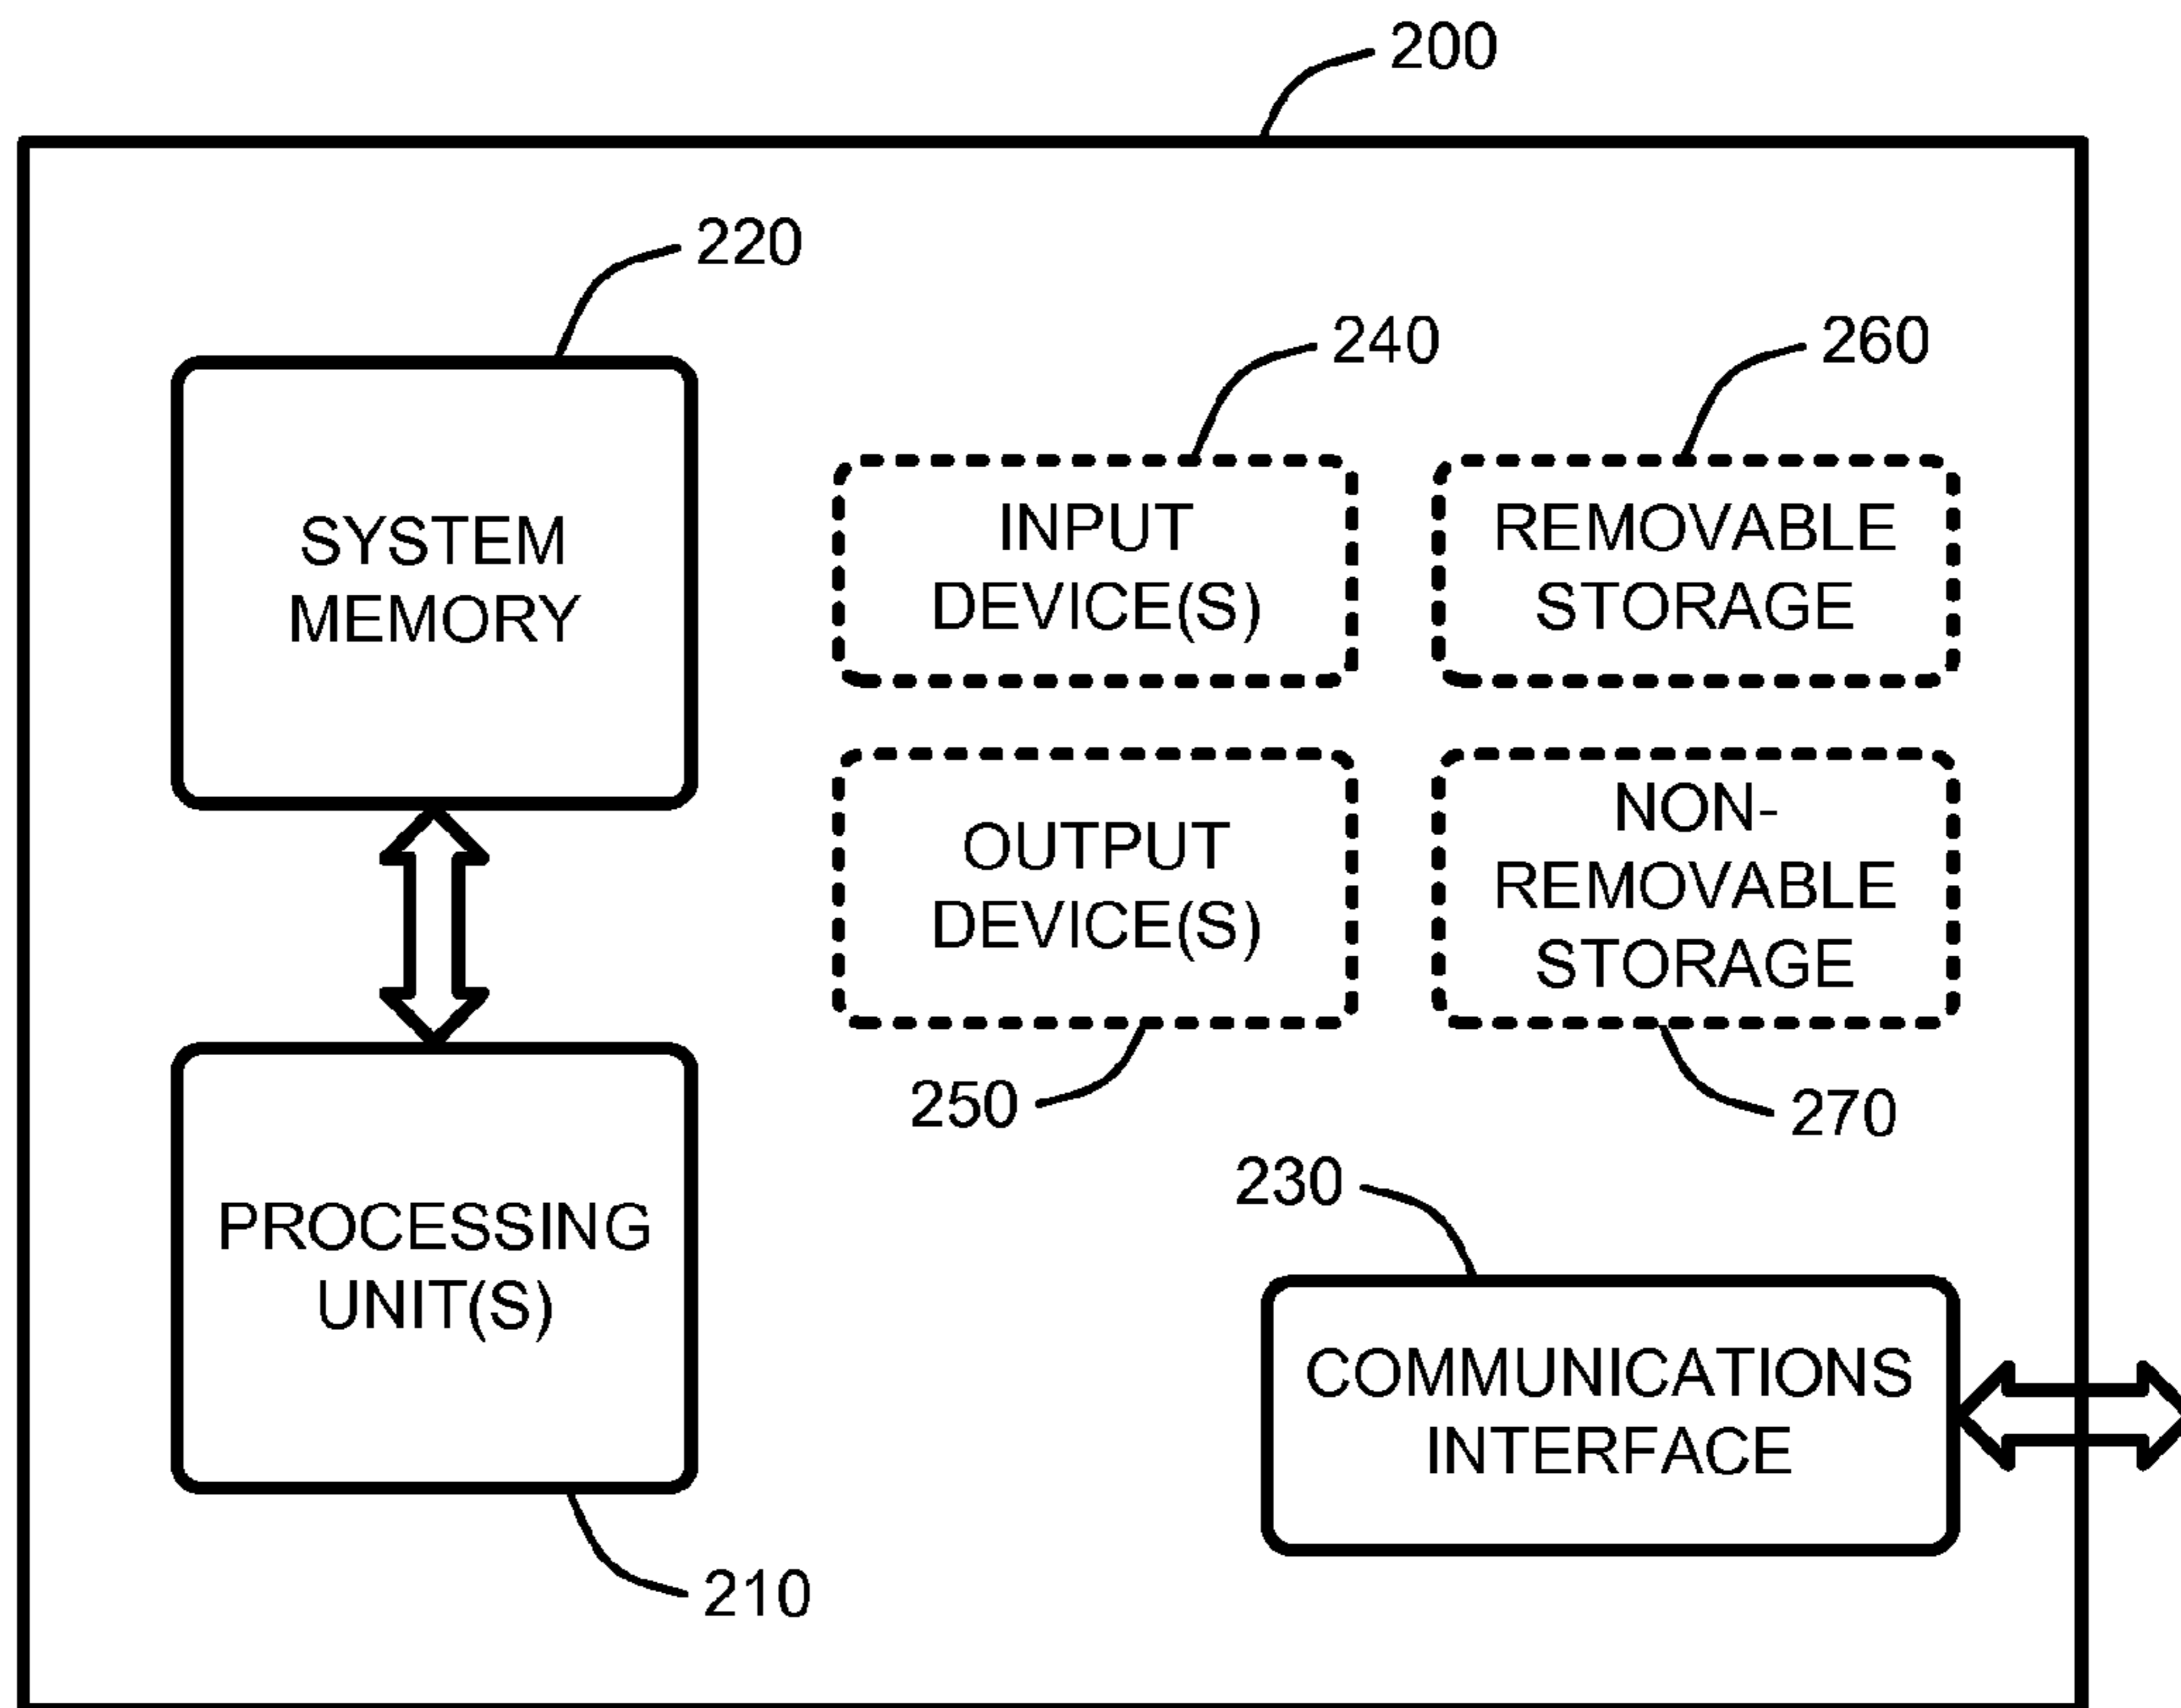 200
220
240
260
SYSTEM
MEMORY
INPUT
DEVICE(S)
REMOVABLE
STORAGE
OUTPUT
DEVICE(S)
NON-
REMOVABLE
STORAGE
250
270
230
PROCESSING
UNIT(S)
COMMUNICATIONS
INTERFACE
210